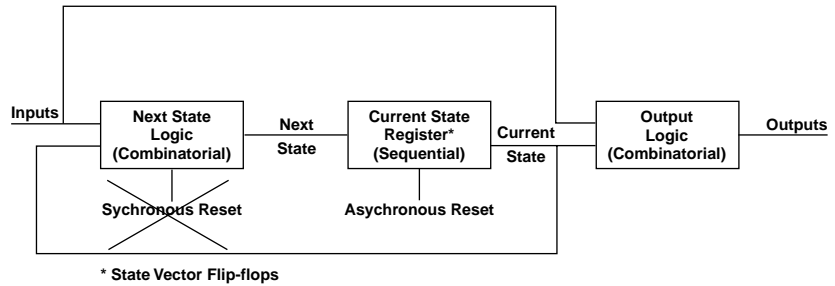 Inputs
Next State
Logic
(Combinatorial)
Next
State
Current State
Register*
(Sequential)
Current
State
Output
Logic
(Combinatorial)
Outputs
Sychronous Reset
Asychronous Reset
* State Vector Flip-flops